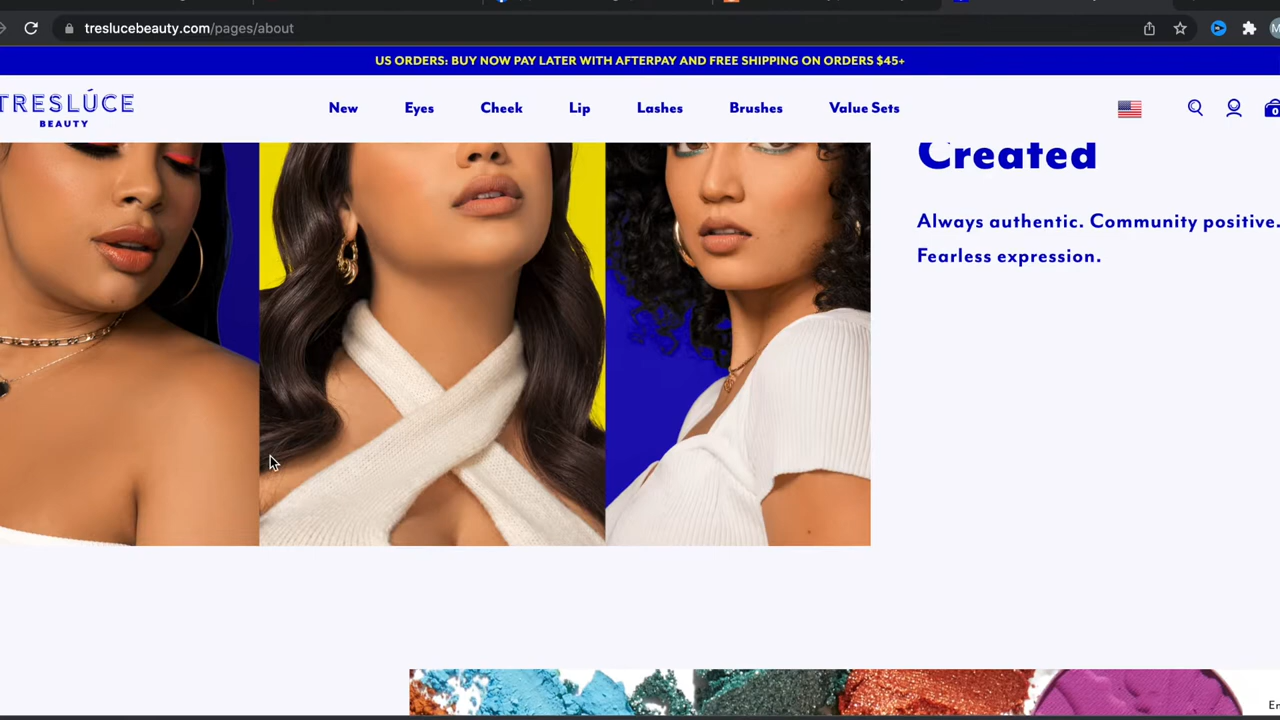 treslucebeauty.com/pages/about
US ORDERS: BUY NOW PAY LATER WITH AFTERPAY AND FREE SHIPPING ON ORDERS $45+
TRESLÚCE
BEAUTY
New Eyes Cheek Lip Lashes Brushes Value Sets
0
Created
Always authentic. Community positive.
Fearless expression.